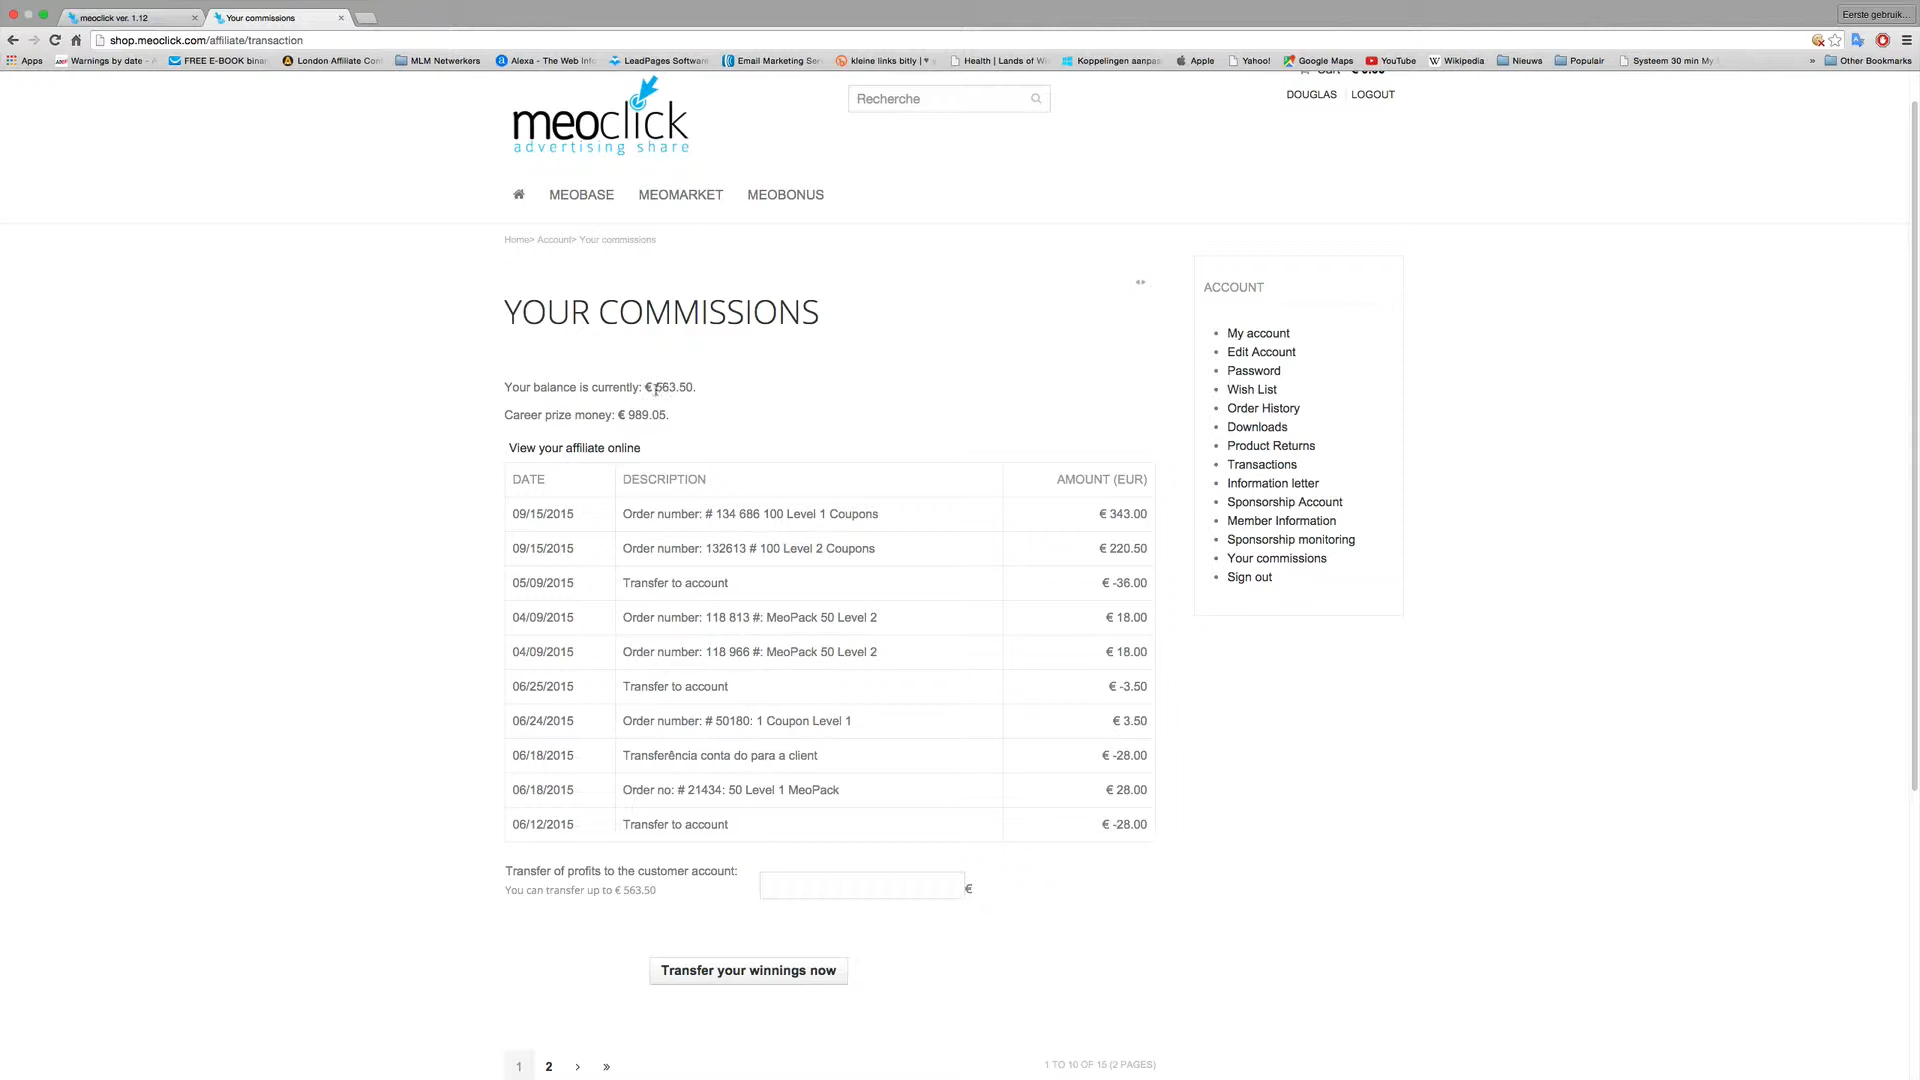 meoclick ver. 1.12
Your commissions
Eerste gebruik...
shop.meoclick.com/affiliate/transaction
Apps
Warnings by date -
FREE E-BOOK binar
London Affiliate Con
MLM Netwerkers
Alexa - The Web Info
LeadPages Software
Email Marketing Ser
kleine links bitly | ♥
Health | Lands of Wi
Koppelingen aanpas
Apple
Yahoo!
Google Maps
YouTube
Wikipedia
Nieuws
Populair
Systeem 30 min My
»
Other Bookmarks
meoclick
advertising share
Recherche
DOUGLAS
LOGOUT
MEOBASE
MEOMARKET
MEOBONUS
Home> Account> Your commissions
YOUR COMMISSIONS
Your balance is currently: € 563.50.
Career prize money: € 989.05.
View your affiliate online
DATE DESCRIPTION AMOUNT (EUR)
09/15/2015 Order number: # 134 686 100 Level 1 Coupons € 343.00
09/15/2015 Order number: 132613 # 100 Level 2 Coupons € 220.50
05/09/2015 Transfer to account € -36.00
04/09/2015 Order number: 118 813 #: MeoPack 50 Level 2 € 18.00
04/09/2015 Order number: 118 966 #: MeoPack 50 Level 2 € 18.00
06/25/2015 Transfer to account € -3.50
06/24/2015 Order number: # 50180: 1 Coupon Level 1 € 3.50
06/18/2015 Transferência conta do para a client € -28.00
06/18/2015 Order no: # 21434: 50 Level 1 MeoPack € 28.00
06/12/2015 Transfer to account € -28.00
Transfer of profits to the customer account:
You can transfer up to € 563.50
€
Transfer your winnings now
1 2 › »
1 TO 10 OF 15 (2 PAGES)
ACCOUNT
My account
Edit Account
Password
Wish List
Order History
Downloads
Product Returns
Transactions
Information letter
Sponsorship Account
Member Information
Sponsorship monitoring
Your commissions
Sign out